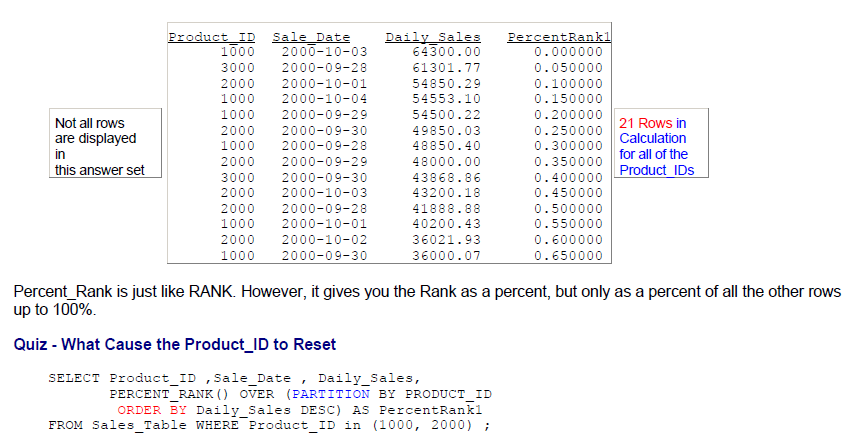 Product_ID Sale_Date Daily_Sales PercentRank1
1000 2000-10-03 64300.00 0.000000
3000 2000-09-28 61301.77 0.050000
2000 2000-10-01 54850.29 0.100000
1000 2000-10-04 54553.10 0.150000
1000 2000-09-29 54500.22 0.200000
2000 2000-09-30 49850.03 0.250000
1000 2000-09-28 48850.40 0.300000
2000 2000-09-29 48000.00 0.350000
3000 2000-09-30 43868.86 0.400000
2000 2000-10-03 43200.18 0.450000
2000 2000-09-28 41888.88 0.500000
1000 2000-10-01 40200.43 0.550000
2000 2000-10-02 36021.93 0.600000
1000 2000-09-30 36000.07 0.650000
Not all rows
are displayed
in
this answer set
21 Rows in
Calculation
for all of the
Product_IDs
Percent_Rank is just like RANK. However, it gives you the Rank as a percent, but only as a percent of all the other rows
up to 100%.
Quiz - What Cause the Product_ID to Reset
SELECT Product_ID ,Sale_Date , Daily_Sales,
PERCENT_RANK() OVER (PARTITION BY PRODUCT_ID
ORDER BY Daily_Sales DESC) AS PercentRank1
FROM Sales_Table WHERE Product_ID in (1000, 2000) ;